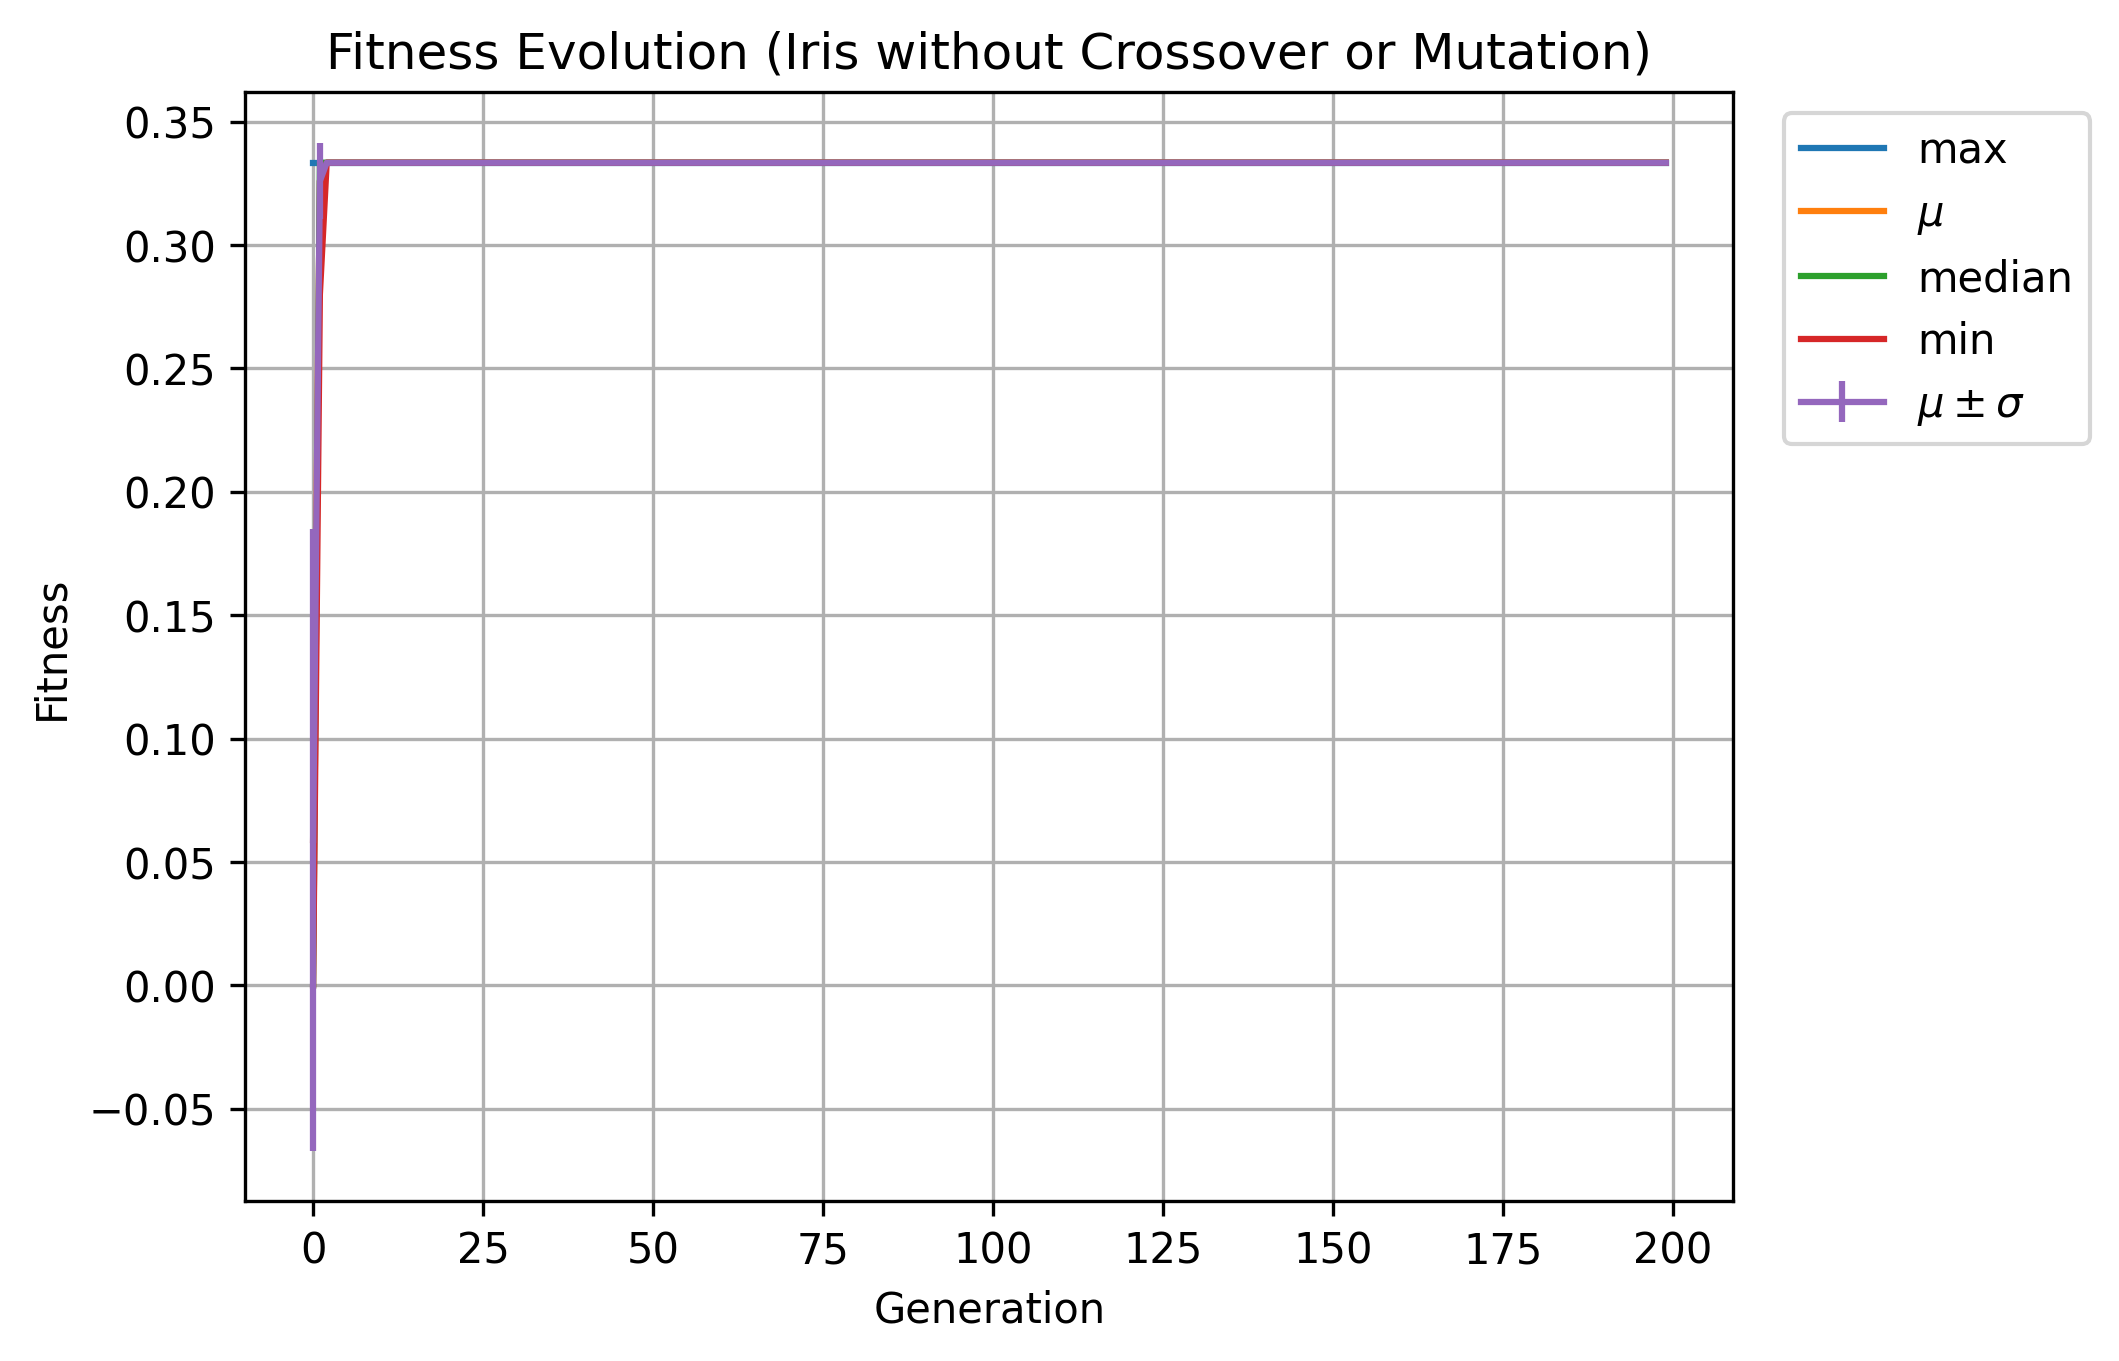 Fitness Evolution (Iris without Crossover or Mutation)
0.35
0.30
0.25
0.20
0.15
0.10
0.05
0.00
−0.05
Fitness
0 25 50 75 100 125 150 175 200
Generation
max
μ
median
min
μ ± σ